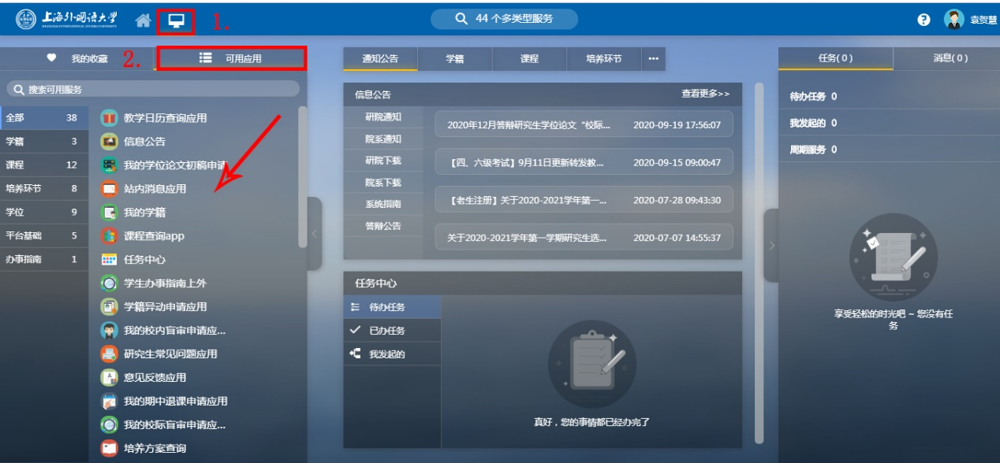 上海外国语大学
SHANGHAI INTERNATIONAL STUDIES UNIVERSITY
1.
44 个多类型服务
袁贺慧
我的收藏
2.
可用应用
搜索可用服务
全部 38
学籍 3
课程 12
培养环节 8
学位 9
平台基础 5
办事指南 1
教学日历查询应用
信息公告
我的学位论文初稿申请
站内消息应用
我的学籍
课程查询app
任务中心
学生办事指南上外
学籍异动申请应用
我的校内盲审申请应...
研究生常见问题应用
意见反馈应用
我的期中退课申请应用
我的校际盲审申请应...
培养方案查询
通知公告 学籍 课程 培养环节 ···
信息公告 查看更多>>
研院通知
院系通知
研院下载
院系下载
系统指南
答辩公告
2020年12月答辩研究生学位论文“校际... 2020-09-19 17:56:07
【四、六级考试】9月11日更新转发教... 2020-09-15 09:00:47
【老生注册】关于2020-2021学年第一... 2020-07-28 09:43:30
关于2020-2021学年第一学期研究生选... 2020-07-07 14:55:37
任务中心
待办任务
已办任务
我发起的
真好，您的事情都已经办完了
任务( 0 ) 消息( 0 )
待办任务 0
我发起的 0
周期服务 0
享受轻松的时光吧 ~ 您没有任
务